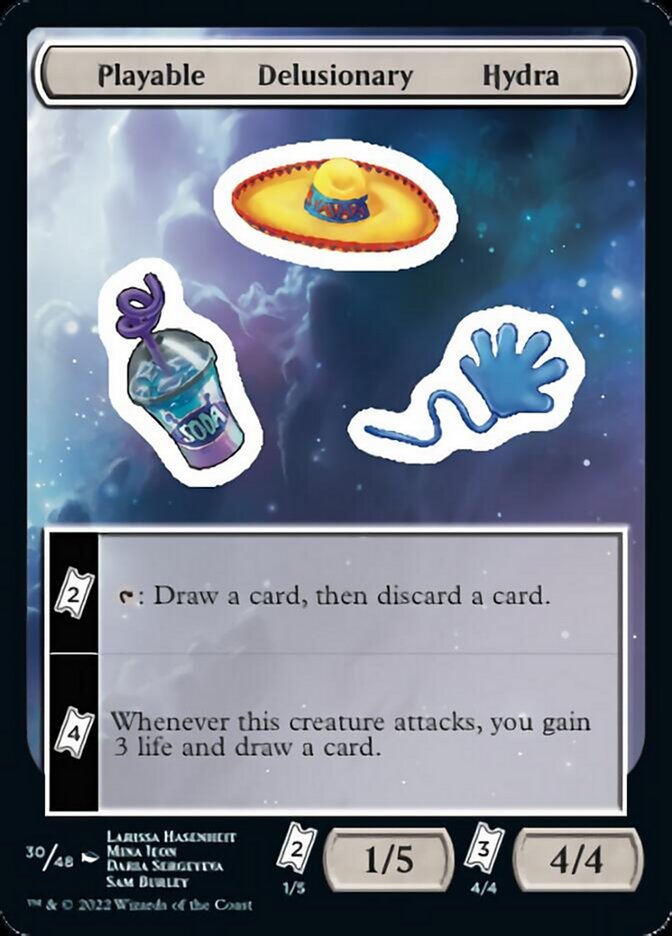 Playable Delusionary Hydra
SODA
2
: Draw a card, then discard a card.
4
Whenever this creature attacks, you gain
3 life and draw a card.
30/48
Larissa Hasenheit
Mina Jeon
Daria Sergeyeva
Sam Burley
2
1/5
1/5
3
4/4
4/4
™ & © 2022 Wizards of the Coast